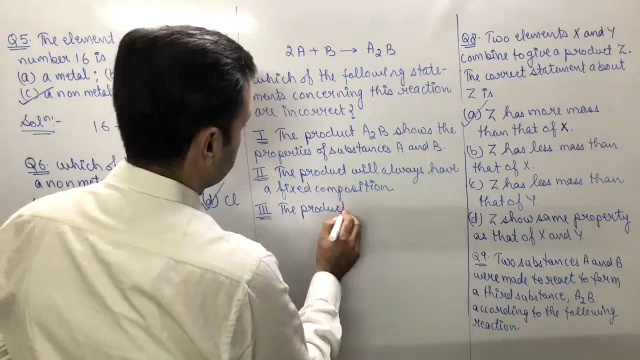 Q5. The element
number 16 is
(a) a metal; (b
(c) a non metal
Soln:- 16
Q6. Which of
a nonm
(d) Cl
2A + B → A₂B
which of the following state-
ments concerning this reaction
are incorrect?
I The product A₂B shows the
properties of substances A and B.
II The product will always have
a fixed composition
III The product
Q8. Two elements X and Y
combine to give a product Z.
The correct statement about
Z is
(a) Z has more mass
than that of X.
(b) Z has less mass than
that of X.
(c) Z has less mass than
that of Y
(d) Z show same property
as that of X and Y
Q9. Two substances A and B
were made to react to form
a third substance, A₂B
according to the following
reaction